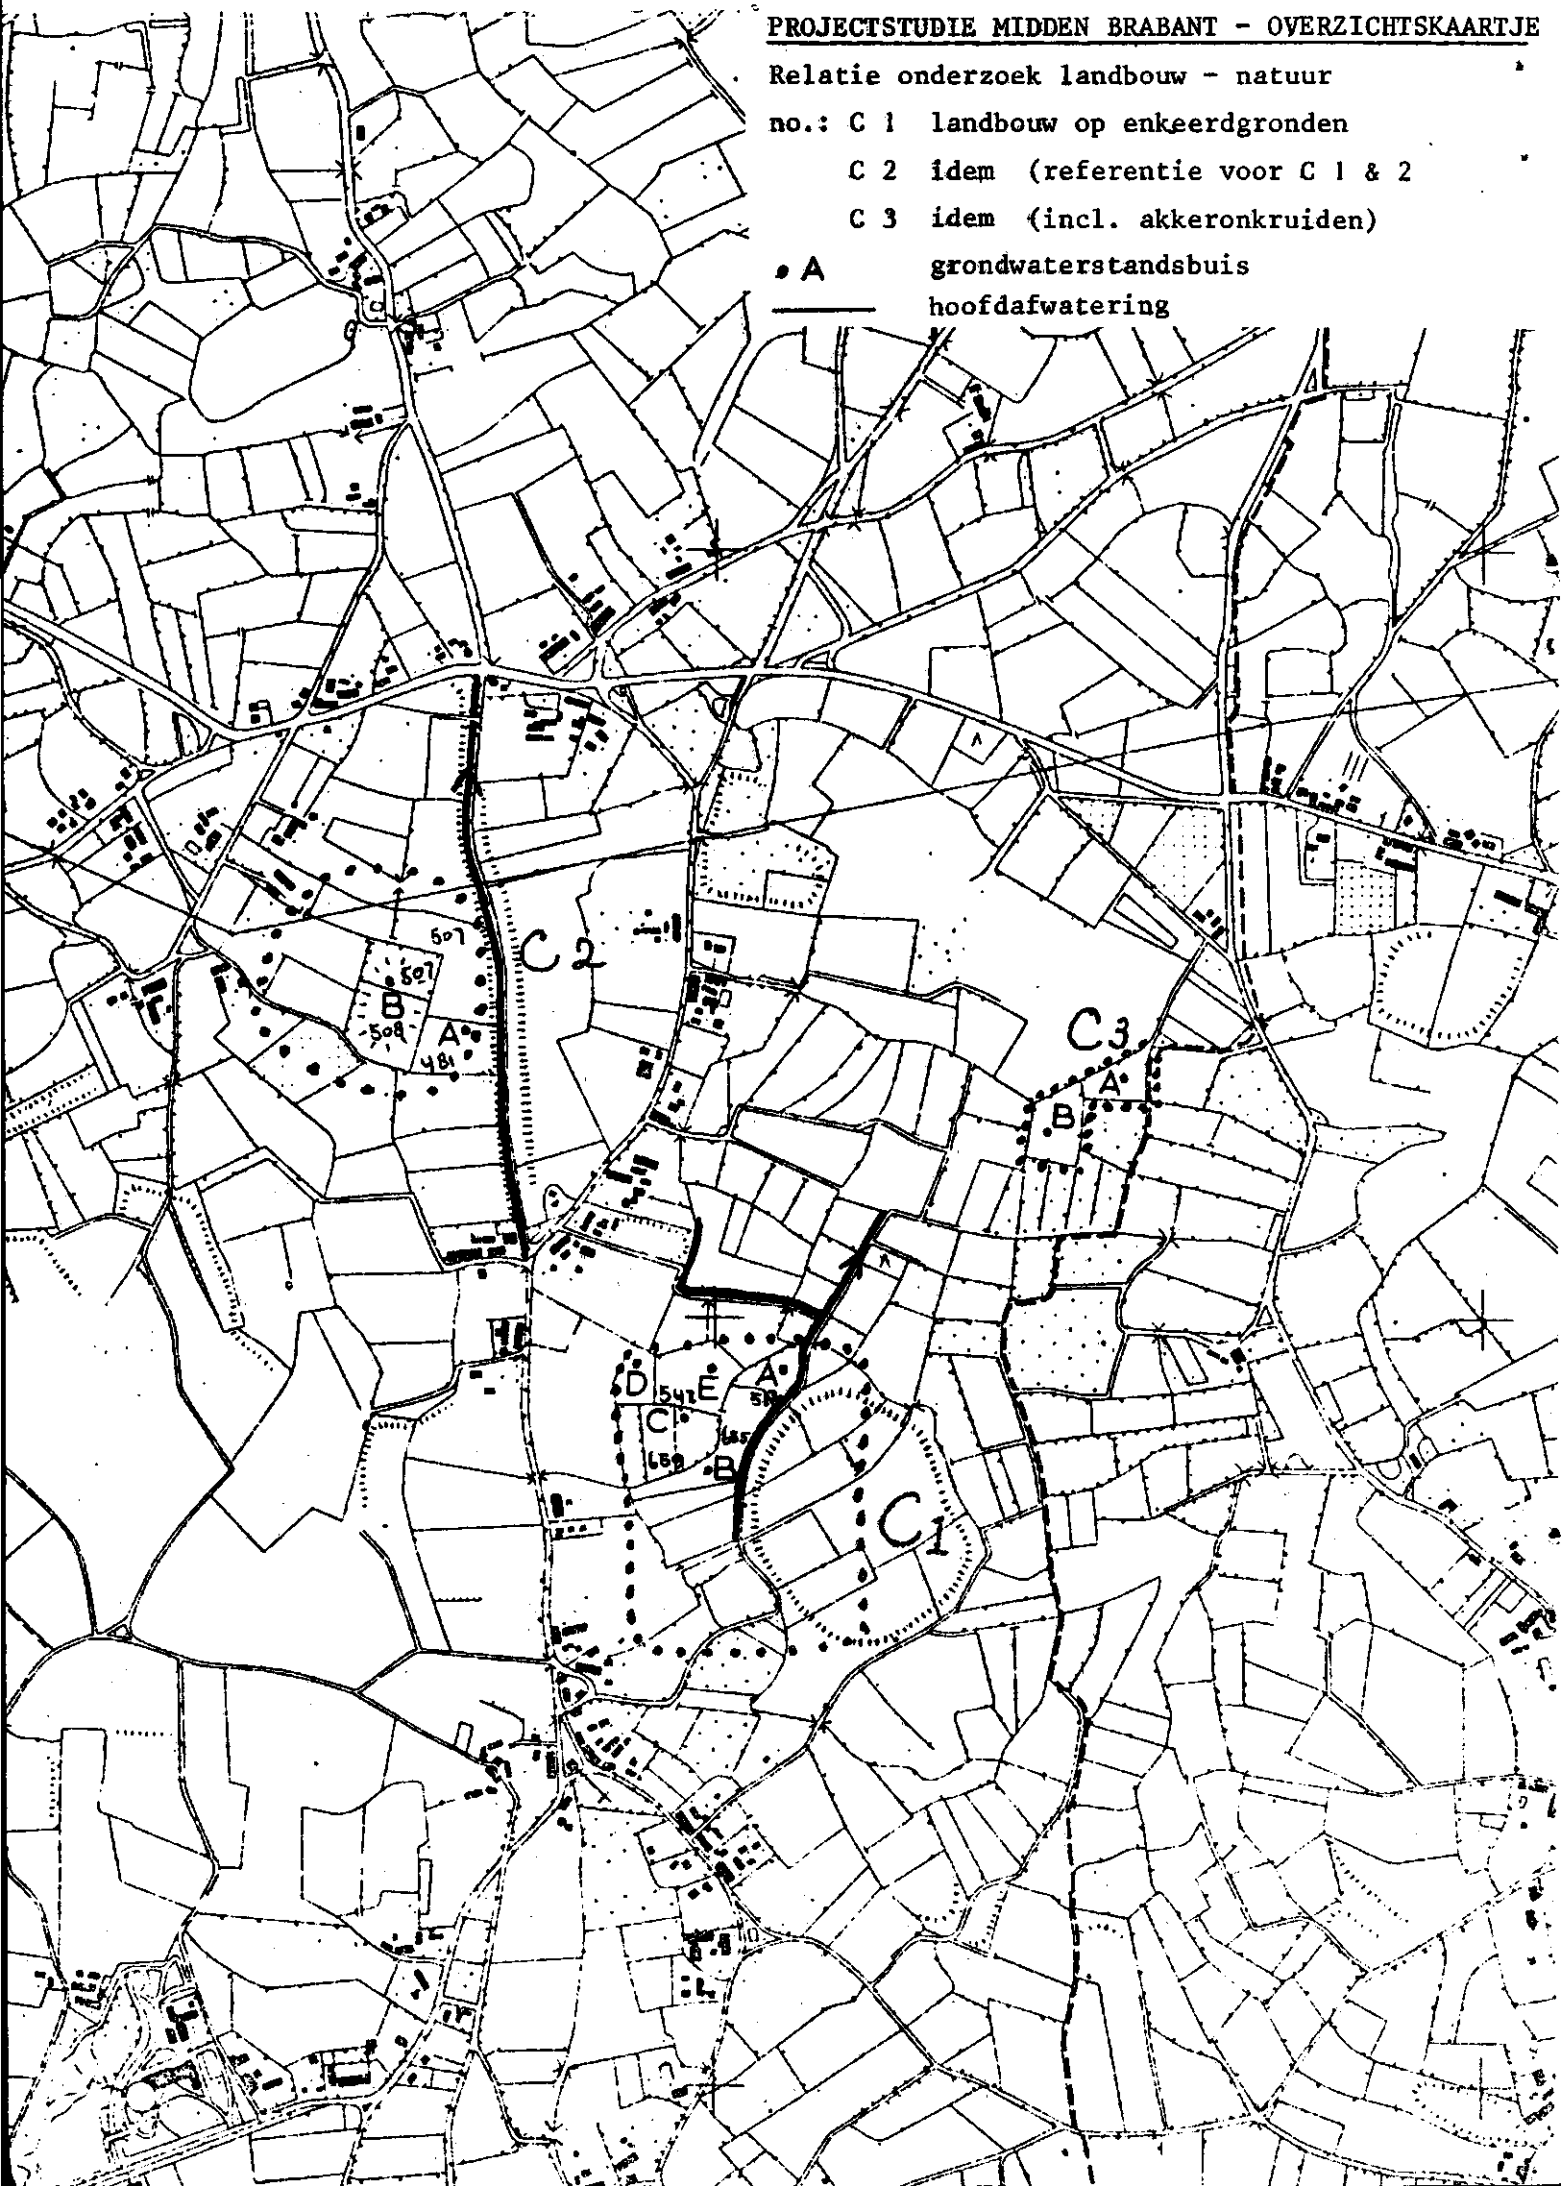 PROJECTSTUDIE MIDDEN BRABANT - OVERZICHTSKAARTJE
Relatie onderzoek landbouw - natuur
no.: C 1 landbouw op enkeerdgronden
C 2 idem (referentie voor C 1 & 2
C 3 idem (incl. akkeronkruiden)
• A grondwaterstandsbuis
hoofdafwatering
507
C2
507
B
508
A
481
C3
A
B
D
542
E
A
C
655
659
B
C1